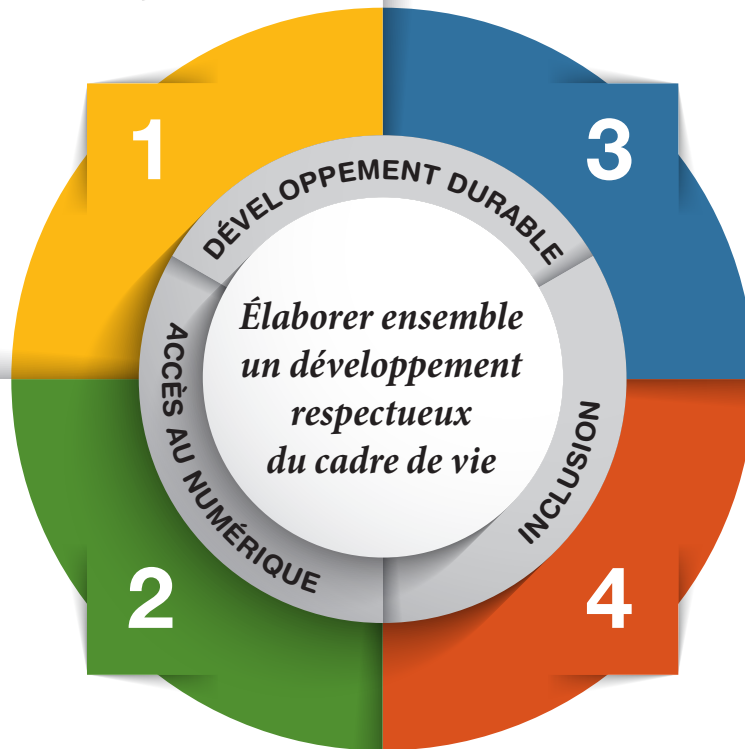 1
3
DÉVELOPPEMENT DURABLE
Élaborer ensemble
un développement
respectueux
du cadre de vie
ACCÈS AU NUMÉRIQUE
INCLUSION
2
4